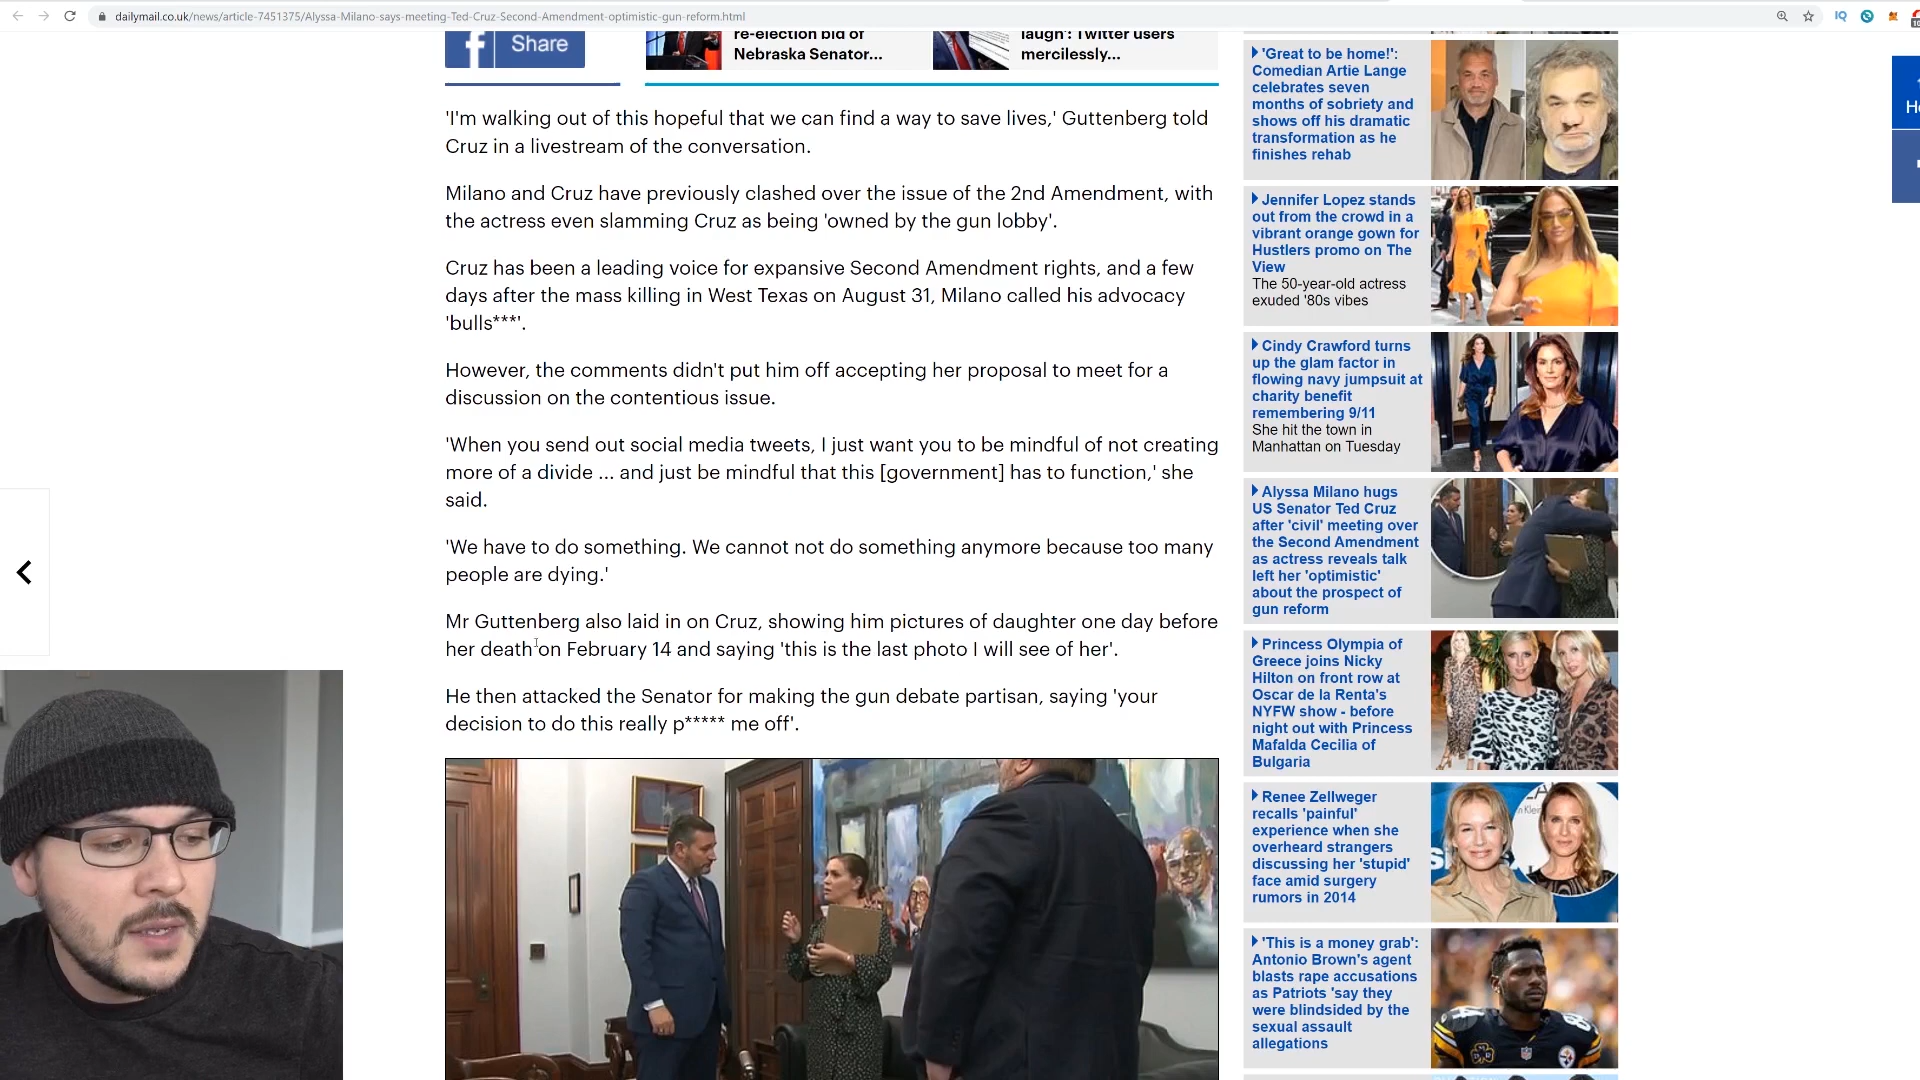 dailymail.co.uk/news/article-7451375/Alyssa-Milano-says-meeting-Ted-Cruz-Second-Amendment-optimistic-gun-reform.html
Share
re-election bid of
Nebraska Senator...
laugh': Twitter users
mercilessly...
'I'm walking out of this hopeful that we can find a way to save lives,' Guttenberg told
Cruz in a livestream of the conversation.
Milano and Cruz have previously clashed over the issue of the 2nd Amendment, with
the actress even slamming Cruz as being 'owned by the gun lobby'.
Cruz has been a leading voice for expansive Second Amendment rights, and a few
days after the mass killing in West Texas on August 31, Milano called his advocacy
'bulls***'.
However, the comments didn't put him off accepting her proposal to meet for a
discussion on the contentious issue.
'When you send out social media tweets, I just want you to be mindful of not creating
more of a divide ... and just be mindful that this [government] has to function,' she
said.
'We have to do something. We cannot not do something anymore because too many
people are dying.'
Mr Guttenberg also laid in on Cruz, showing him pictures of daughter one day before
her death on February 14 and saying 'this is the last photo I will see of her'.
He then attacked the Senator for making the gun debate partisan, saying 'your
decision to do this really p***** me off'.
'Great to be home!':
Comedian Artie Lange
celebrates seven
months of sobriety and
shows off his dramatic
transformation as he
finishes rehab
Jennifer Lopez stands
out from the crowd in a
vibrant orange gown for
Hustlers promo on The
View
The 50-year-old actress
exuded '80s vibes
Cindy Crawford turns
up the glam factor in
flowing navy jumpsuit at
charity benefit
remembering 9/11
She hit the town in
Manhattan on Tuesday
Alyssa Milano hugs
US Senator Ted Cruz
after 'civil' meeting over
the Second Amendment
as actress reveals talk
left her 'optimistic'
about the prospect of
gun reform
Princess Olympia of
Greece joins Nicky
Hilton on front row at
Oscar de la Renta's
NYFW show - before
night out with Princess
Mafalda Cecilia of
Bulgaria
Renee Zellweger
recalls 'painful'
experience when she
overheard strangers
discussing her 'stupid'
face amid surgery
rumors in 2014
'This is a money grab':
Antonio Brown's agent
blasts rape accusations
as Patriots 'say they
were blindsided by the
sexual assault
allegations